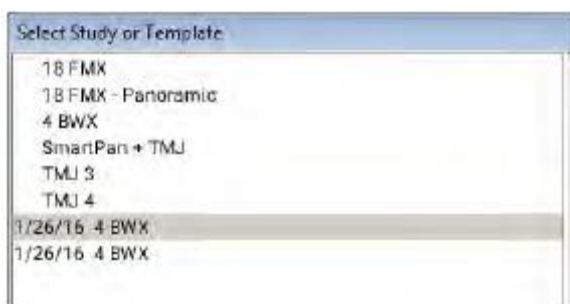 Select Study or Template
18 FMX
18 FMX - Panoramic
4 BWX
SmartPan + TMJ
TMJ 3
TMJ 4
1/26/16 4 BWX
1/26/16 4 BWX